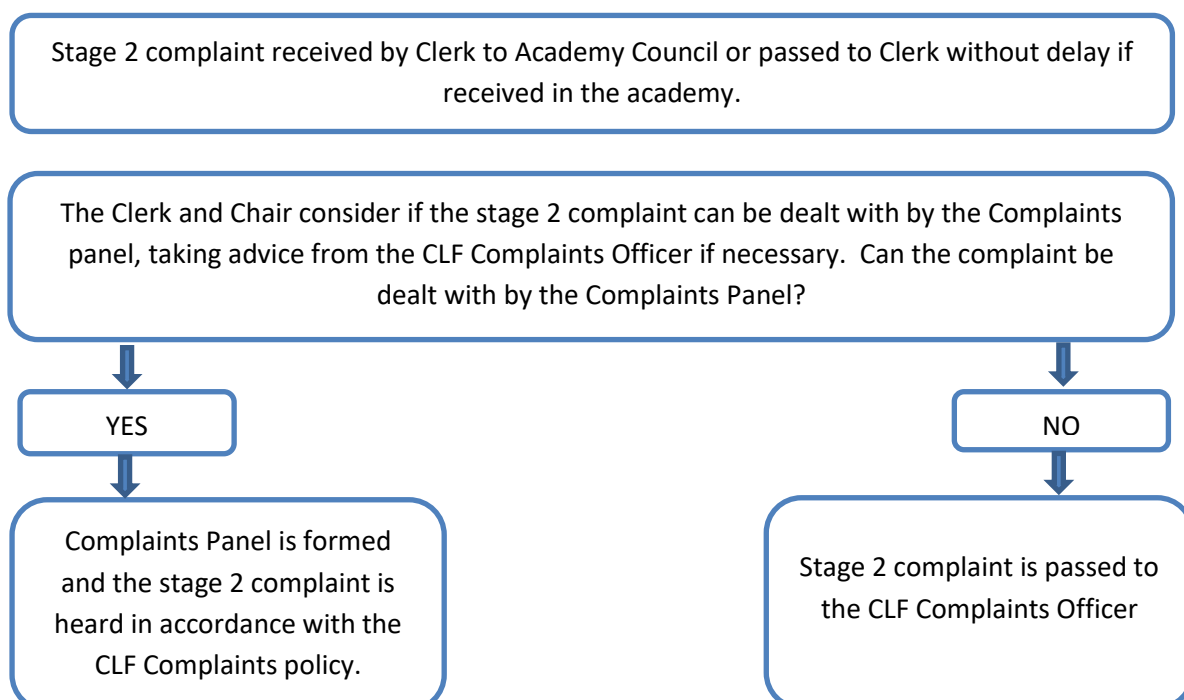 Stage 2 complaint received by Clerk to Academy Council or passed to Clerk without delay if
received in the academy.
The Clerk and Chair consider if the stage 2 complaint can be dealt with by the Complaints
panel, taking advice from the CLF Complaints Officer if necessary.  Can the complaint be
dealt with by the Complaints Panel?
YES
NO
Complaints Panel is formed
and the stage 2 complaint is
heard in accordance with the
CLF Complaints policy.
Stage 2 complaint is passed to
the CLF Complaints Officer